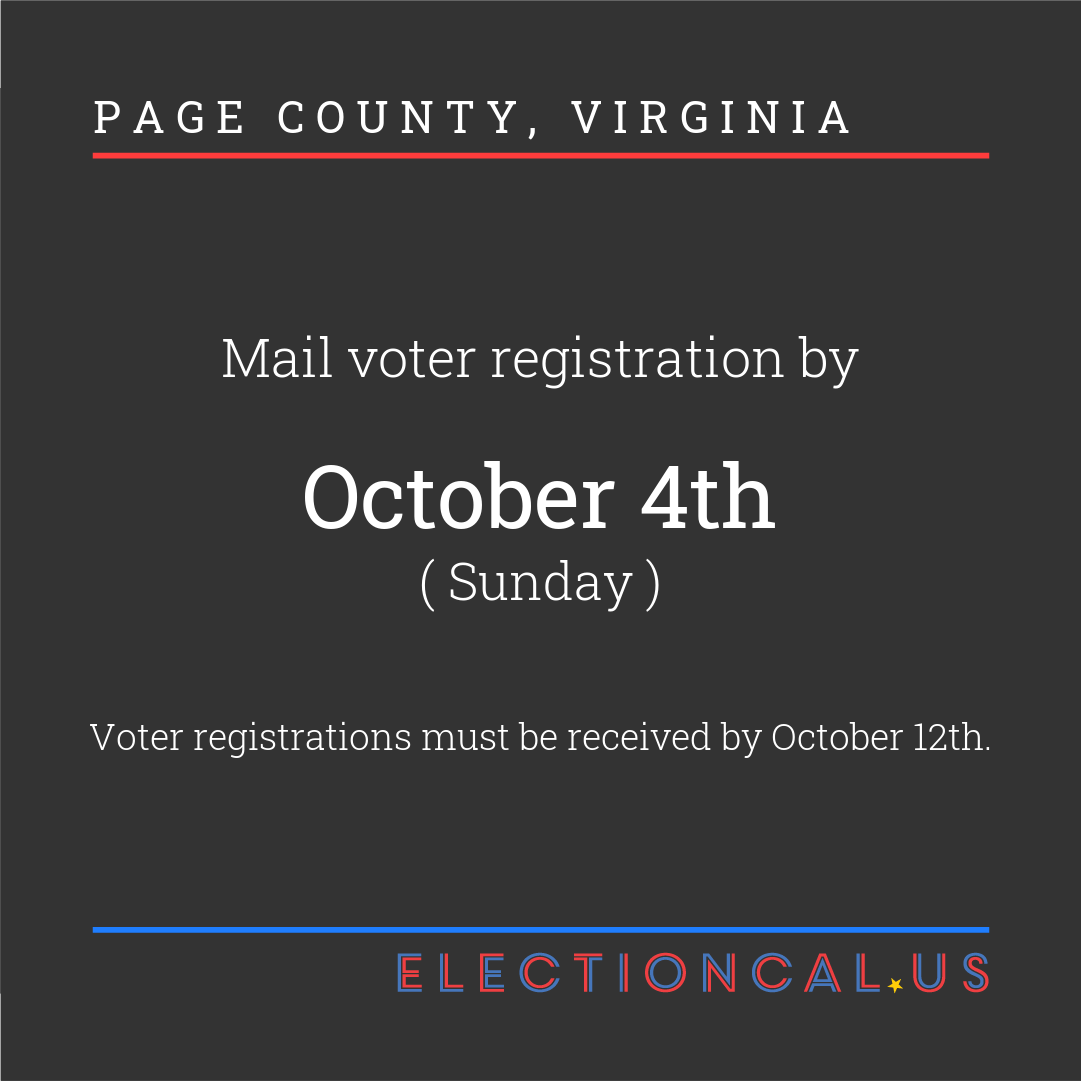 PAGE COUNTY, VIRGINIA
Mail voter registration by
October 4th
( Sunday )
Voter registrations must be received by October 12th.
ELECTIONCAL.US